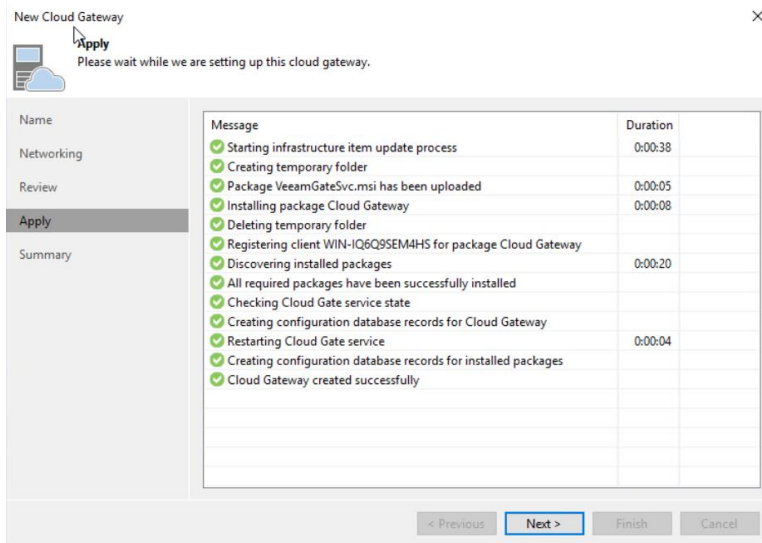 New Cloud Gateway
Apply
Please wait while we are setting up this cloud gateway.
Name
Networking
Review
Apply
Summary
Message Duration
Starting infrastructure item update process 0:00:38
Creating temporary folder
Package VeeamGateSvc.msi has been uploaded 0:00:05
Installing package Cloud Gateway 0:00:08
Deleting temporary folder
Registering client WIN-IQ6Q9SEM4HS for package Cloud Gateway
Discovering installed packages 0:00:20
All required packages have been successfully installed
Checking Cloud Gate service state
Creating configuration database records for Cloud Gateway
Restarting Cloud Gate service 0:00:04
Creating configuration database records for installed packages
Cloud Gateway created successfully
< Previous Next > Finish Cancel